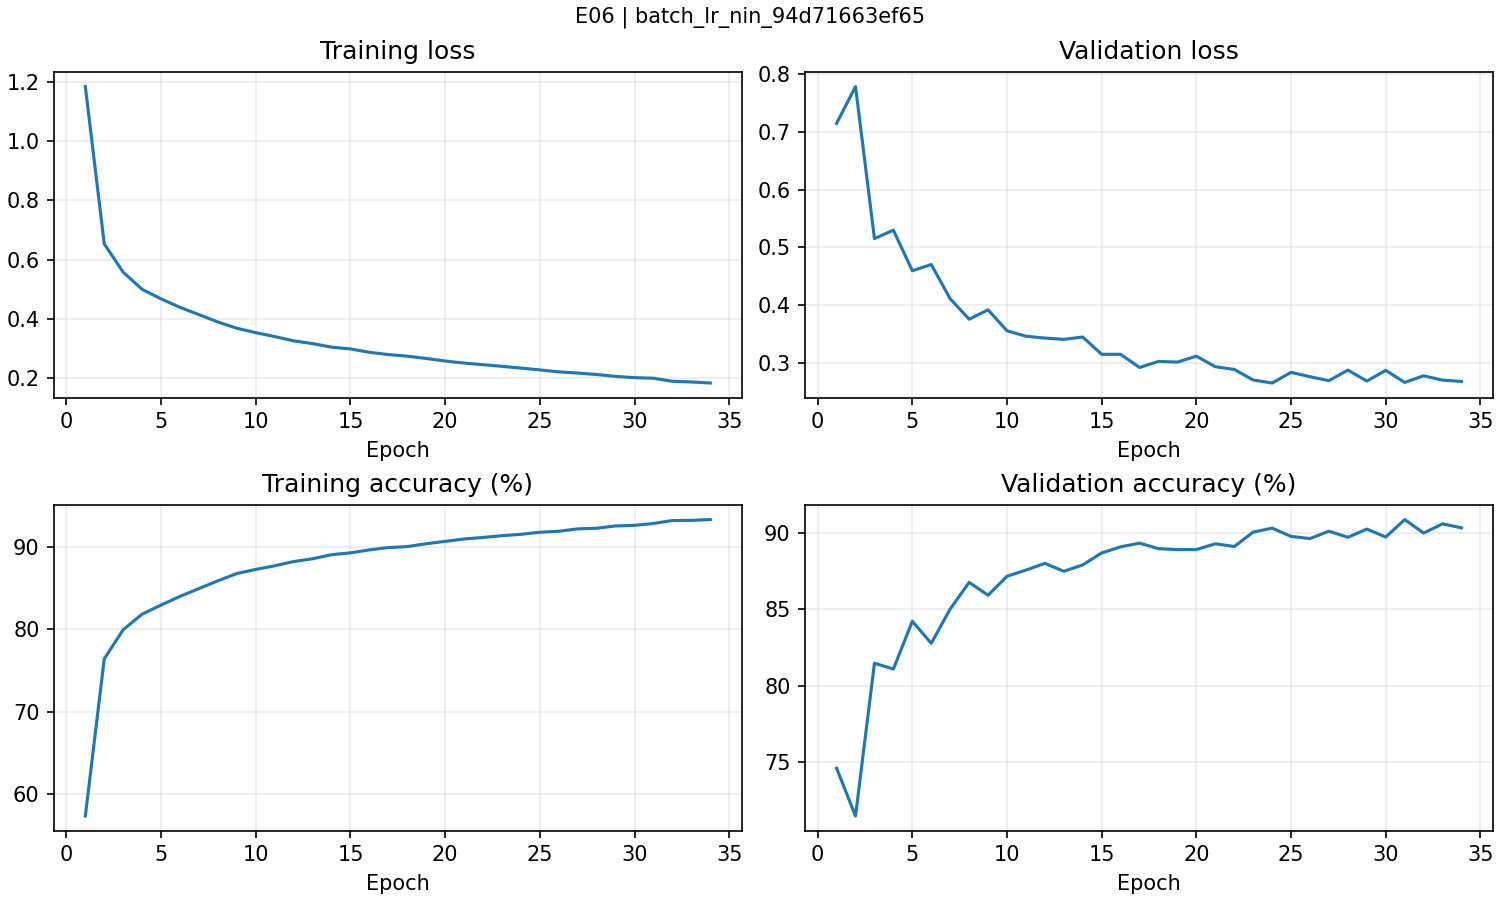 E06 | batch_lr_nin_94d71663ef65
Training loss
1.2
1.0
0.8
0.6
0.4
0.2
0 5 10 15 20 25 30 35
Epoch
Validation loss
0.8
0.7
0.6
0.5
0.4
0.3
0 5 10 15 20 25 30 35
Epoch
Training accuracy (%)
90
80
70
60
0 5 10 15 20 25 30 35
Epoch
Validation accuracy (%)
90
85
80
75
0 5 10 15 20 25 30 35
Epoch